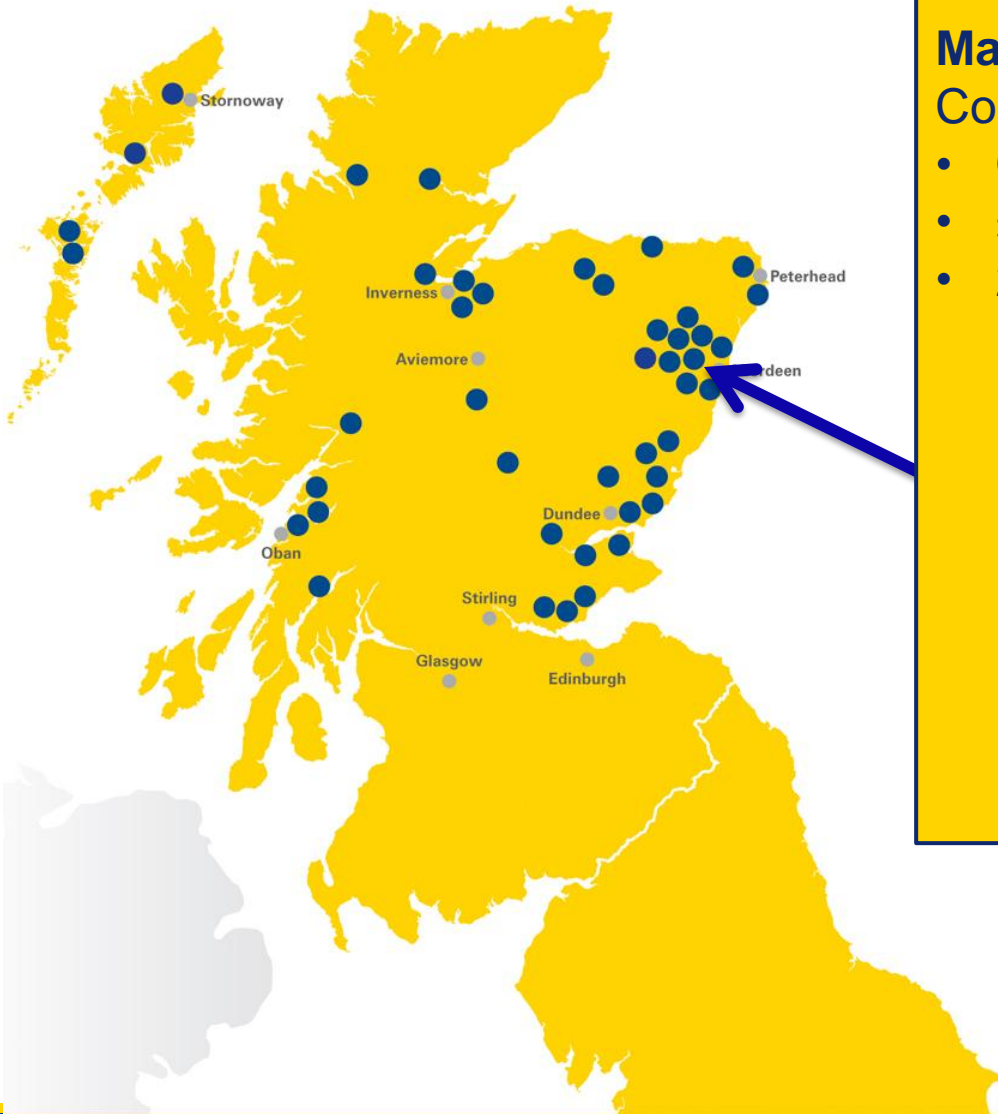 Ma
Co
•
•
•
Stornoway
Peterhead
Inverness
Aviemore
rdeen
Dundee
Oban
Stirling
Glasgow
Edinburgh